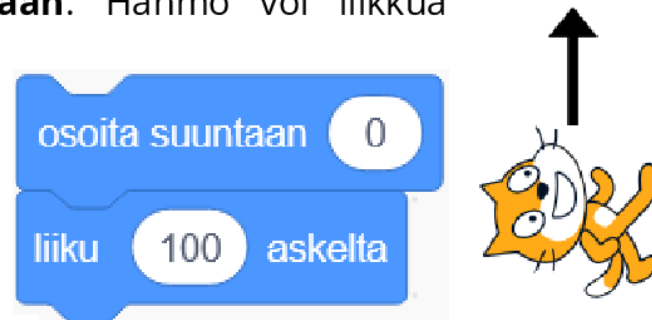 aan. Hahmo voi liikkua
osoita suuntaan 0
liiku 100 askelta